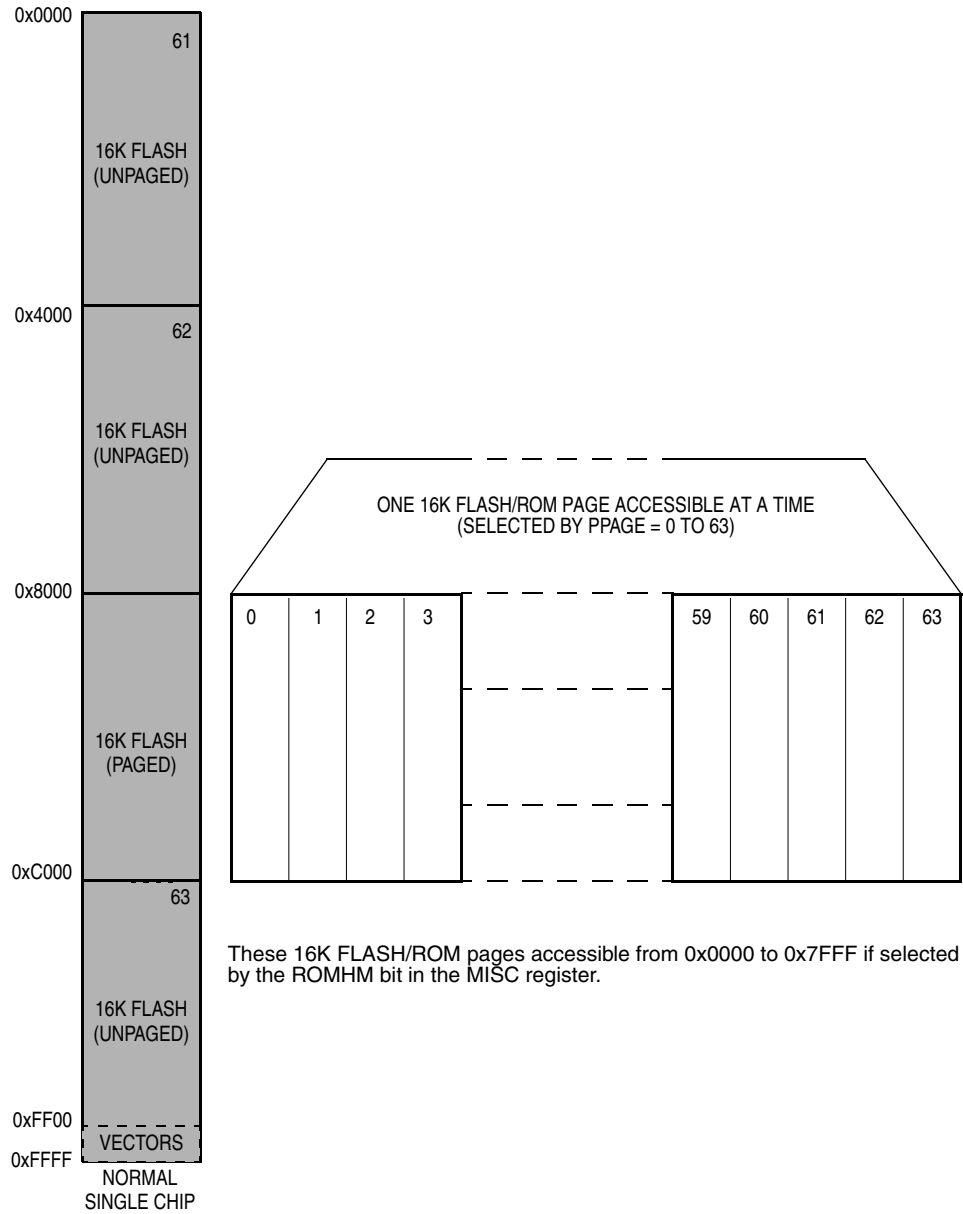 0x0000
61
16K FLASH
(UNPAGED)
0x4000
62
16K FLASH
(UNPAGED)
ONE 16K FLASH/ROM PAGE ACCESSIBLE AT A TIME
(SELECTED BY PPAGE = 0 TO 63)
0x8000
0 1 2 3 59 60 61 62 63
16K FLASH
(PAGED)
0xC000
63
These 16K FLASH/ROM pages accessible from 0x0000 to 0x7FFF if selected
by the ROMHM bit in the MISC register.
16K FLASH
(UNPAGED)
0xFF00
VECTORS
0xFFFF
NORMAL
SINGLE CHIP